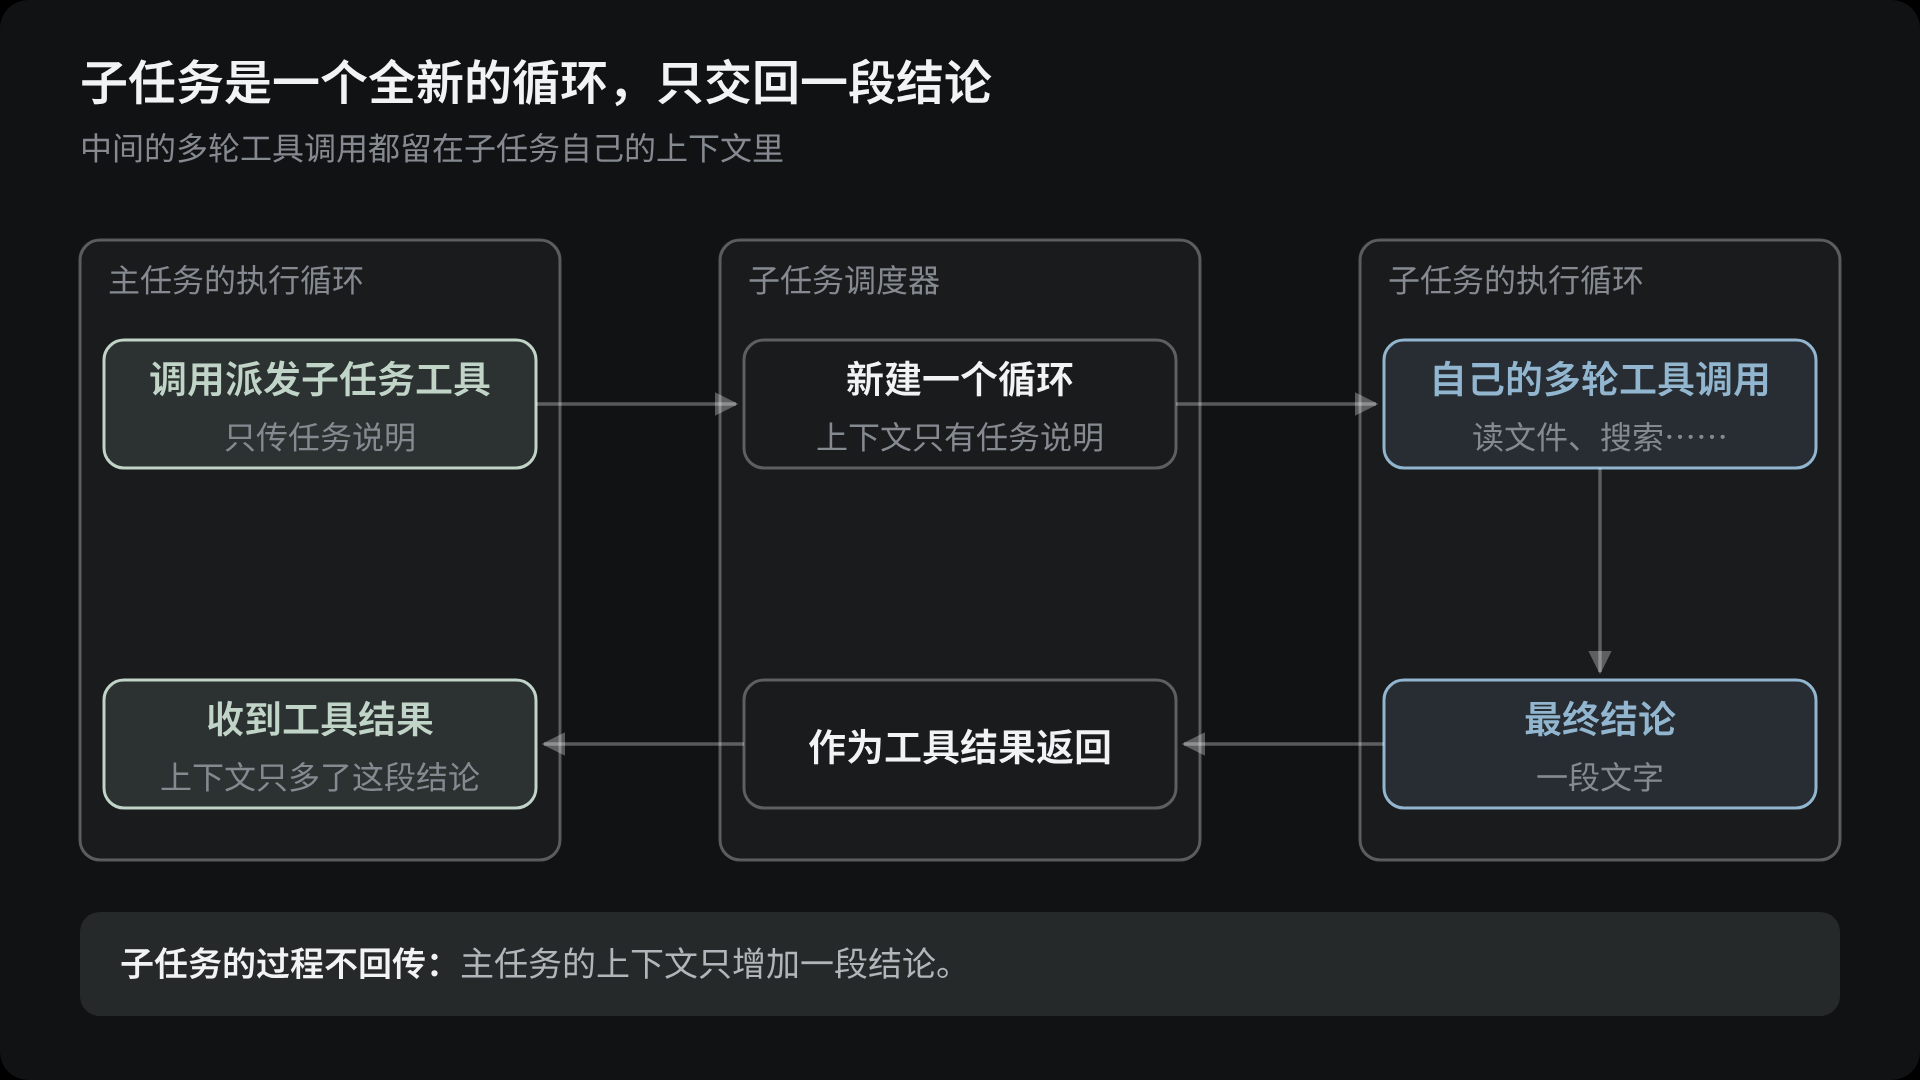 子任务是一个全新的循环，只交回一段结论
中间的多轮工具调用都留在子任务自己的上下文里
主任务的执行循环
调用派发子任务工具
只传任务说明
收到工具结果
上下文只多了这段结论
子任务调度器
新建一个循环
上下文只有任务说明
作为工具结果返回
子任务的执行循环
自己的多轮工具调用
读文件、搜索……
最终结论
一段文字
子任务的过程不回传：主任务的上下文只增加一段结论。